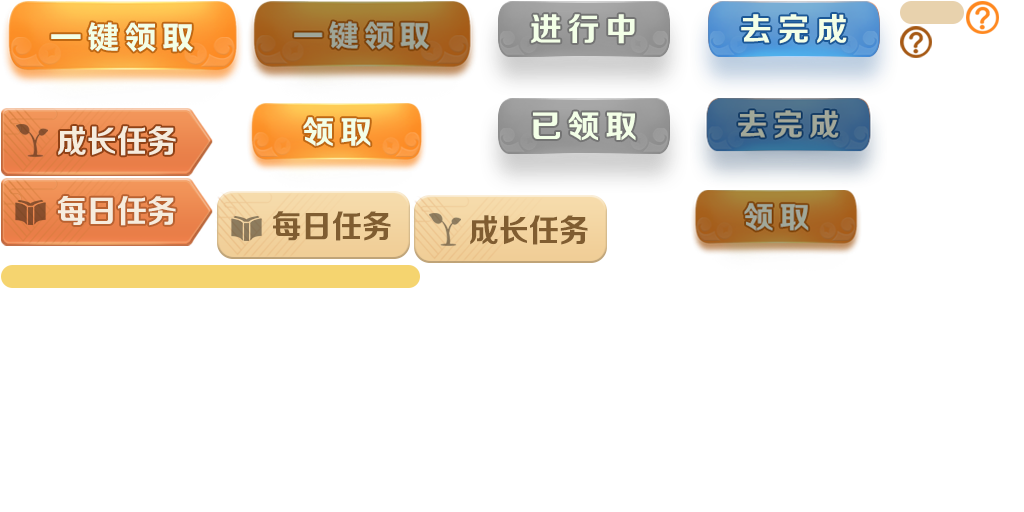 一键领取
一键领取
进行中
去完成
?
?
成长任务
领取
已领取
去完成
每日任务
每日任务
成长任务
领取